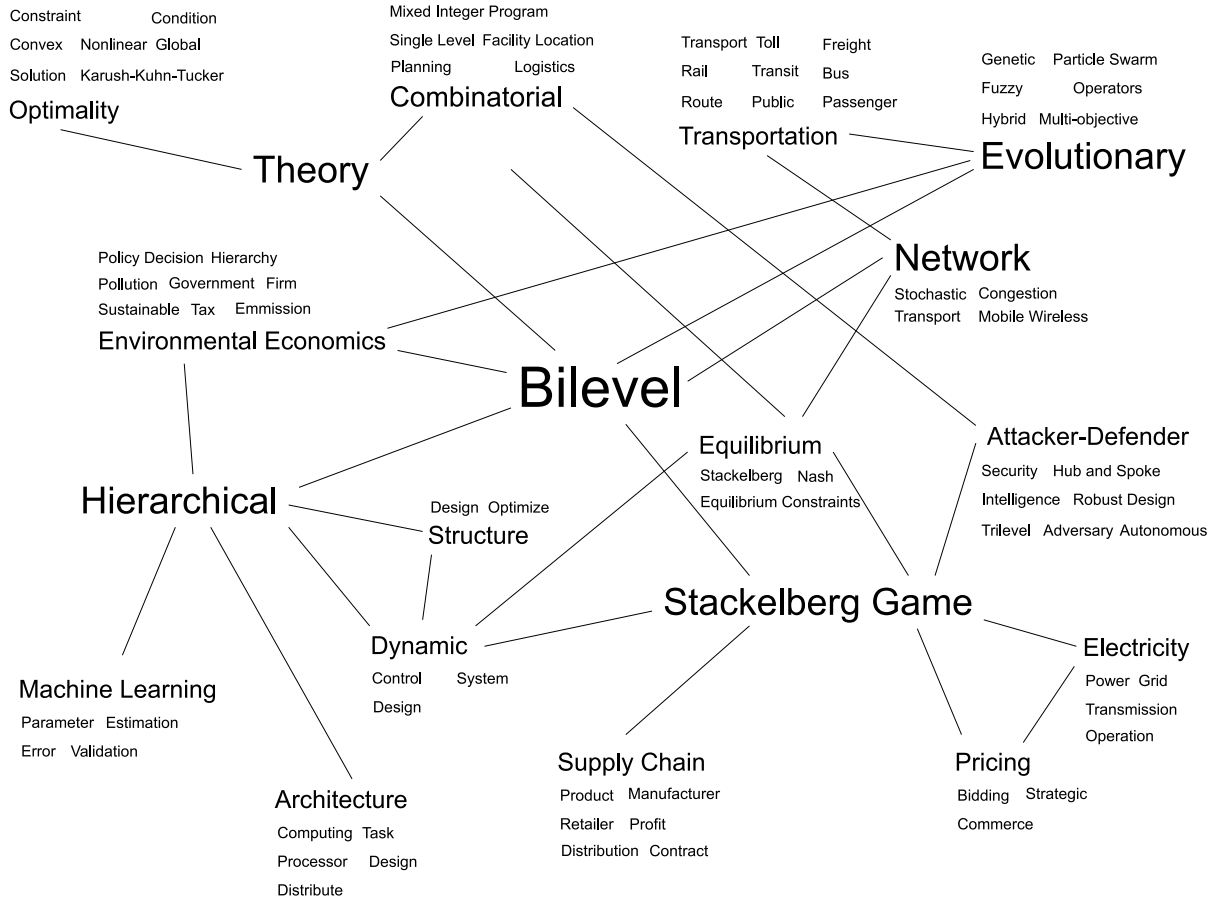 Constraint Condition
Convex Nonlinear Global
Solution Karush-Kuhn-Tucker
Optimality
Mixed Integer Program
Single Level Facility Location
Planning Logistics
Combinatorial
Transport Toll Freight
Rail Transit Bus
Route Public Passenger
Transportation
Genetic Particle Swarm
Fuzzy Operators
Hybrid Multi-objective
Evolutionary
Theory
Policy Decision Hierarchy
Pollution Government Firm
Sustainable Tax Emmission
Environmental Economics
Network
Stochastic Congestion
Transport Mobile Wireless
Bilevel
Equilibrium
Stackelberg Nash
Equilibrium Constraints
Attacker-Defender
Security Hub and Spoke
Intelligence Robust Design
Trilevel Adversary Autonomous
Hierarchical
Design Optimize
Structure
Stackelberg Game
Dynamic
Control System
Design
Electricity
Power Grid
Transmission
Operation
Machine Learning
Parameter Estimation
Error Validation
Architecture
Computing Task
Processor Design
Distribute
Supply Chain
Product Manufacturer
Retailer Profit
Distribution Contract
Pricing
Bidding Strategic
Commerce